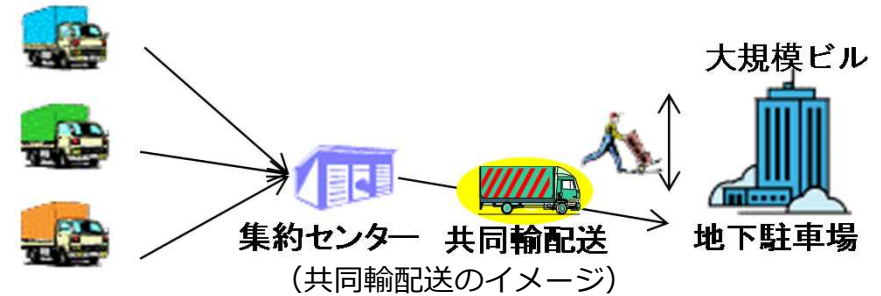 大規模ビル
集約センター
共同輸配送
地下駐車場
（共同輸配送のイメージ）